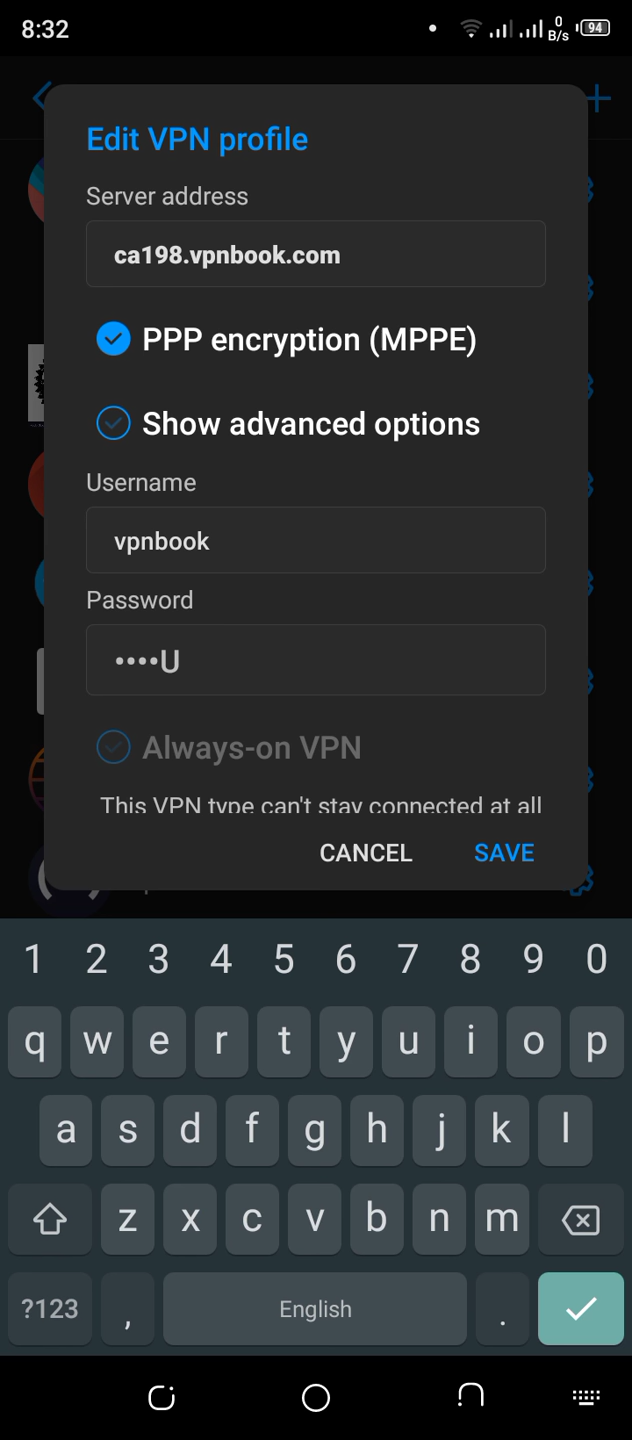 8:32
0
B/s
94
Edit VPN profile
Server address
ca198.vpnbook.com
PPP encryption (MPPE)
Show advanced options
Username
vpnbook
Password
••••U
Always-on VPN
This VPN type can't stay connected at all
CANCEL
SAVE
1 2 3 4 5 6 7 8 9 0
q w e r t y u i o p
a s d f g h j k l
z x c v b n m
?123 , English .